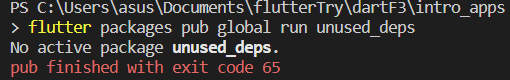 PS C:\Users\asus\Documents\flutterTry\dartF3\intro_apps
> flutter packages pub global run unused_deps
No active package unused_deps.
pub finished with exit code 65